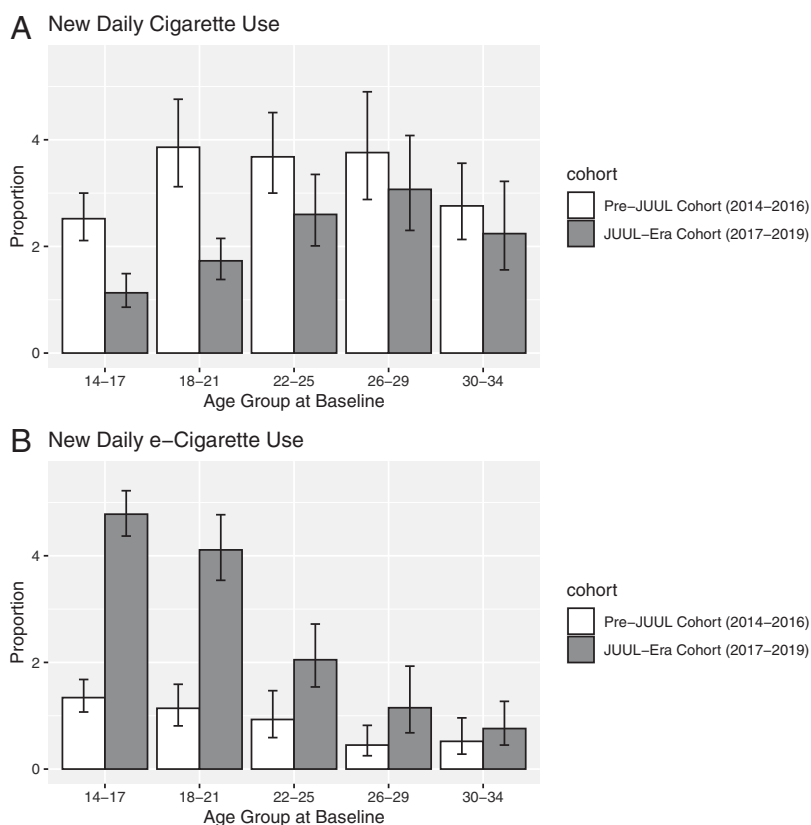 A New Daily Cigarette Use
Proportion
4
2
0
14−17 18−21 22−25 26−29 30−34
Age Group at Baseline
cohort
Pre−JUUL Cohort (2014−2016)
JUUL−Era Cohort (2017−2019)
B New Daily e−Cigarette Use
Proportion
4
2
0
14−17 18−21 22−25 26−29 30−34
Age Group at Baseline
cohort
Pre−JUUL Cohort (2014−2016)
JUUL−Era Cohort (2017−2019)